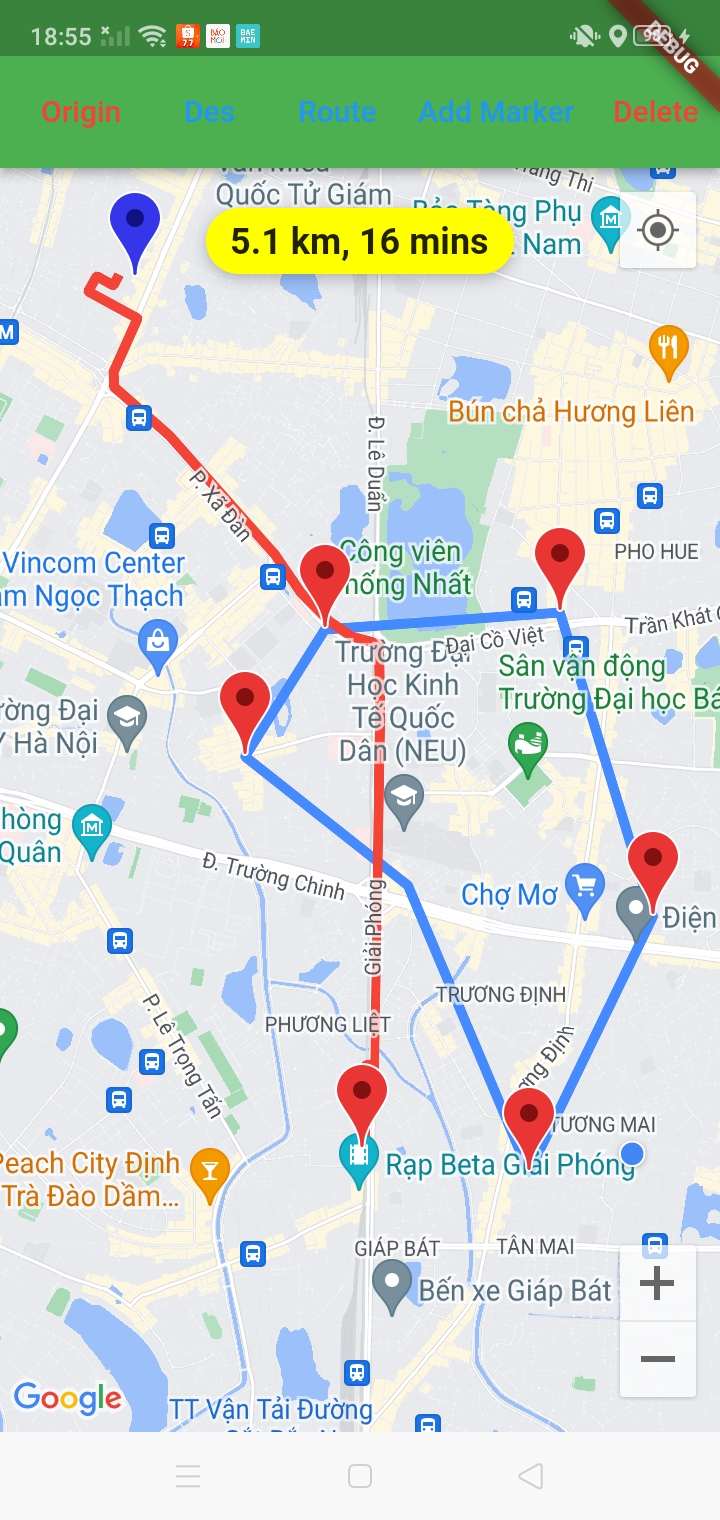 18:55
98
DEBUG
Origin Des Route Add Marker Delete
Quốc Tử Giám
Bảo Tàng Phụ
Nam
5.1 km, 16 mins
Bún chả Hương Liên
Đ. Lê Duẩn
P. Xã Đàn
PHO HUE
Vincom Center
Ngọc Thạch
Công viên
hống Nhất
Trần Khát
Đại Cồ Việt
Trường Đại
Học Kinh
Tế Quốc
Dân (NEU)
Sân vận động
Trường Đại học Bá
ường Đại
Hà Nội
hòng
Quân
Đ. Trường Chinh
Chợ Mơ
Điện
Giải Phóng
TRƯƠNG ĐỊNH
PHƯƠNG LIỆT
P. Lê Trọng Tấn
ơng Định
TƯƠNG MAI
Peach City Định
Trà Đào Dầm...
Rạp Beta Giải Phóng
GIÁP BÁT
TÂN MAI
Bến xe Giáp Bát
Google
TT Vận Tải Đường